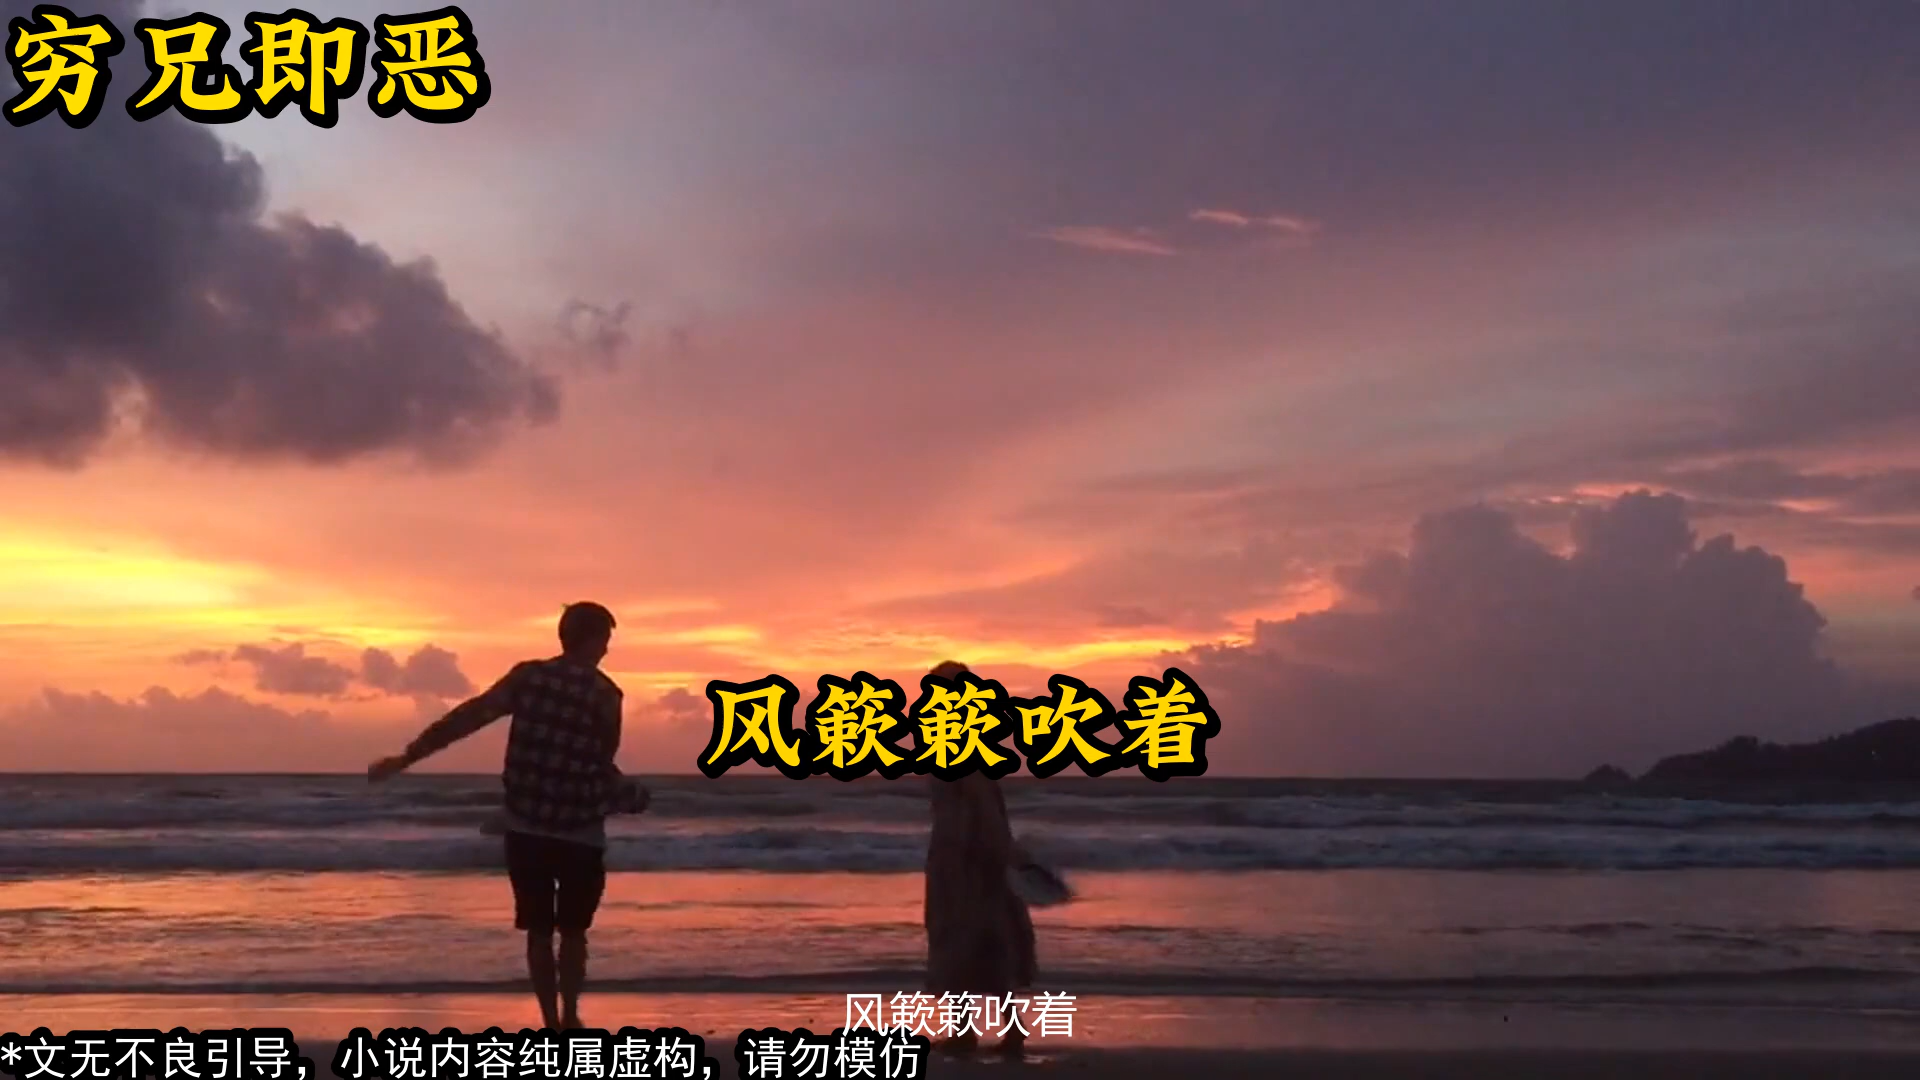 穷兄即恶
风簌簌吹着
风簌簌吹着
*文无不良引导，小说内容纯属虚构，请勿模仿